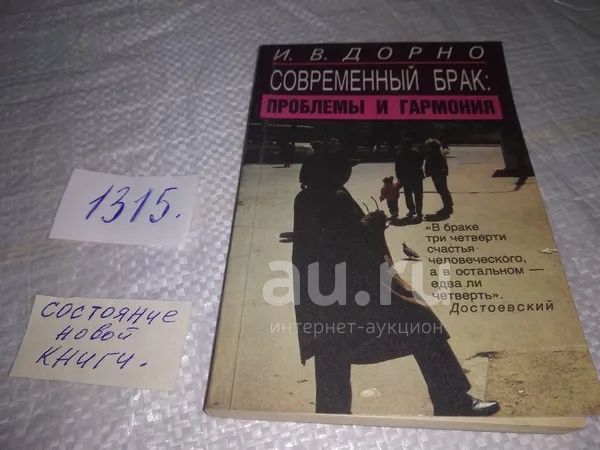 И. В. ДОРНО
СОВРЕМЕННЫЙ БРАК:
ПРОБЛЕМЫ И ГАРМОНИЯ
1315.
«В браке
три четверти
счастья
человеческого,
а в остальном —
едва ли
четверть».
Достоевский
au.ru
интернет-аукцион
состояние
новой
книги.